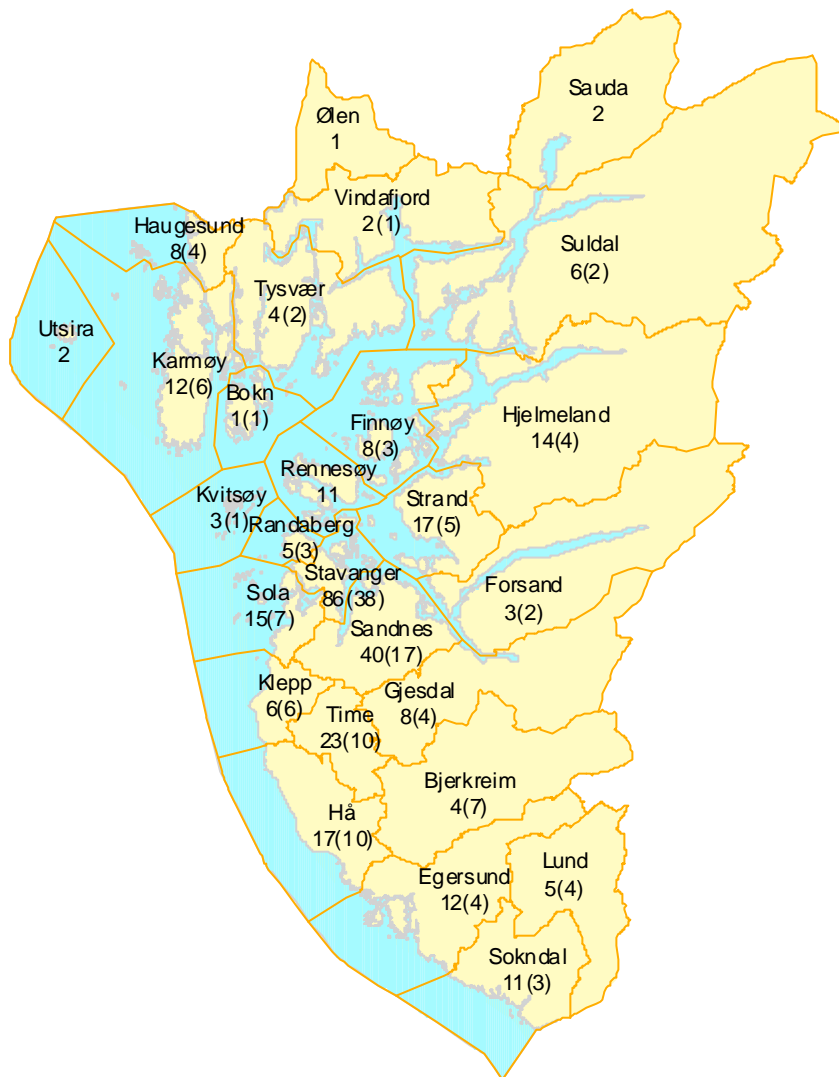 Sauda
2
Ølen
1
Vindafjord
2(1)
Haugesund
8(4)
Suldal
6(2)
Tysvær
4(2)
Utsira
2
Karmøy
12(6)
Bokn
1(1)
Finnøy
8(3)
Hjelmeland
14(4)
Rennesøy
11
Kvitsøy
3(1)
Strand
17(5)
Randaberg
5(3)
Stavanger
86(38)
Sola
15(7)
Forsand
3(2)
Sandnes
40(17)
Klepp
6(6)
Gjesdal
8(4)
Time
23(10)
Bjerkreim
4(7)
Hå
17(10)
Egersund
12(4)
Lund
5(4)
Sokndal
11(3)